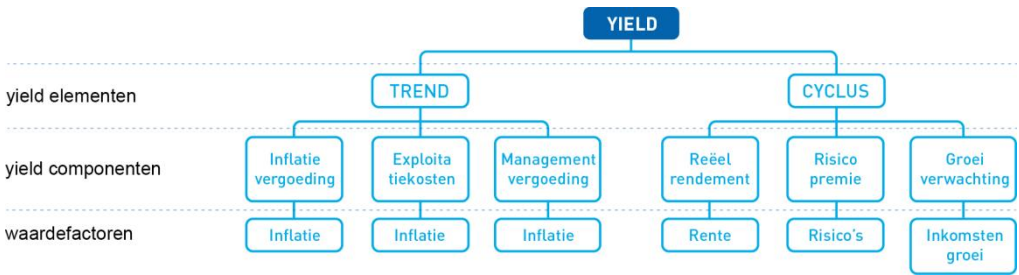 YIELD
yield elementen
TREND
CYCLUS
yield componenten
Inflatie
vergoeding
Exploita
tiekosten
Management
vergoeding
Reëel
rendement
Risico
premie
Groei
verwachting
waardefactoren
Inflatie
Inflatie
Inflatie
Rente
Risico's
Inkomsten
groei